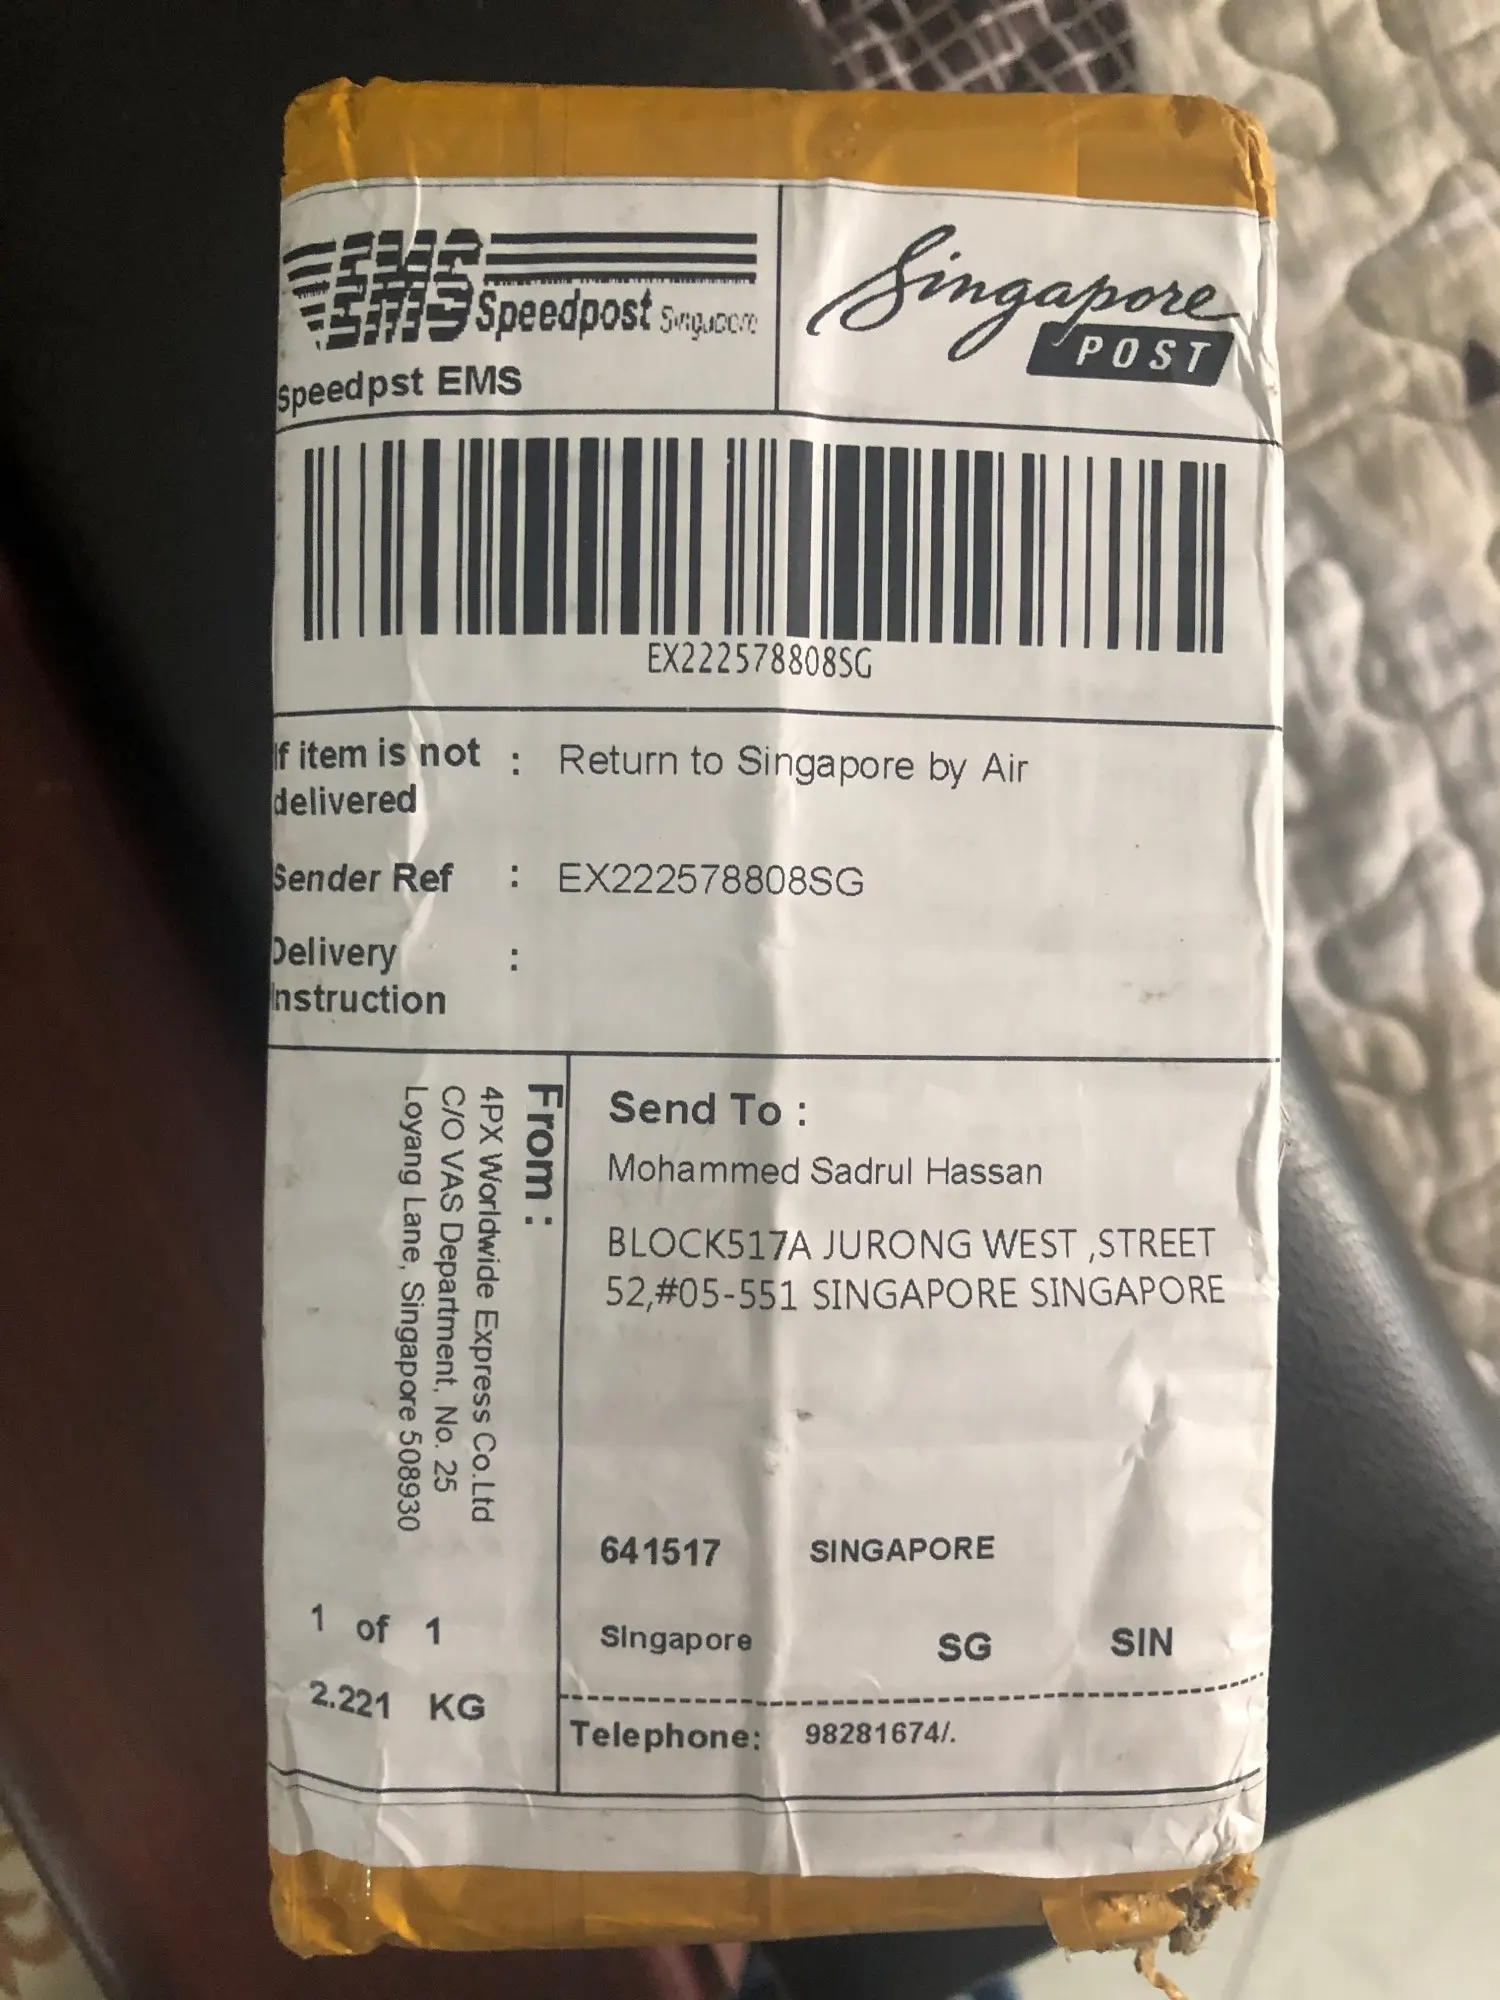 EMS
Speedpost Singapore
Speedpst EMS
Singapore
POST
EX222578808SG
If item is not : Return to Singapore by Air
delivered
Sender Ref : EX222578808SG
Delivery :
Instruction
From :
4PX Worldwide Express Co.Ltd
C/O VAS Department, No. 25
Loyang Lane, Singapore 508930
1 of 1
2.221 KG
Send To :
Mohammed Sadrul Hassan
BLOCK517A JURONG WEST ,STREET
52,#05-551 SINGAPORE SINGAPORE
641517 SINGAPORE
Singapore SG SIN
Telephone: 98281674/.